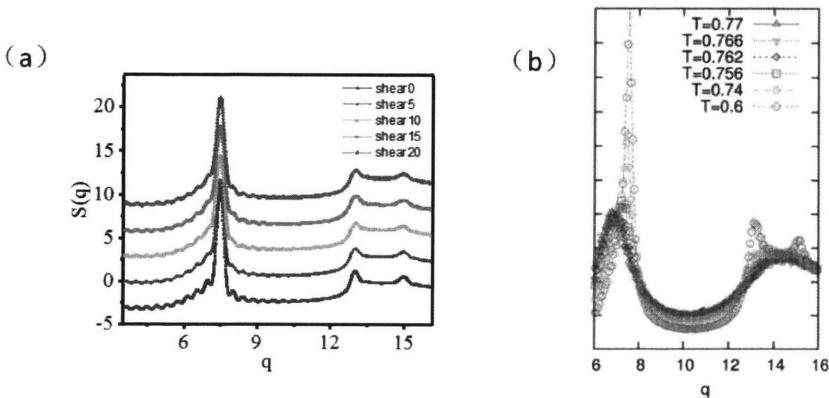 (a)
S(q)
20
15
10
5
0
-5
6
9
12
15
q
shear0
shear5
shear10
shear15
shear20
(b)
T=0.77
T=0.766
T=0.762
T=0.756
T=0.74
T=0.6
6
8
10
12
14
16
q